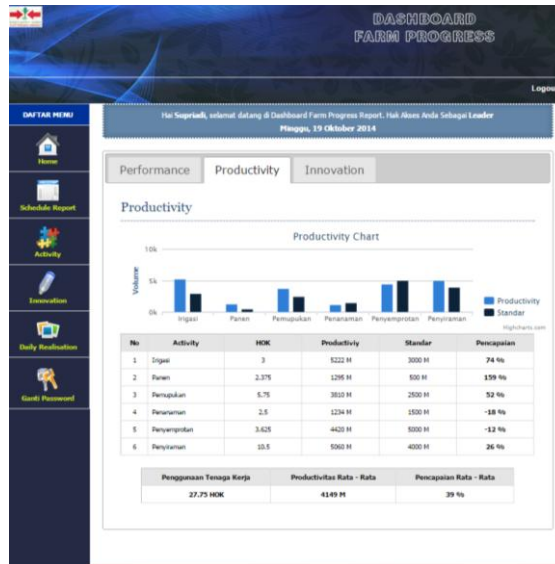 DASHBOARD
FARM PROGRESS
Logou
DAFTAR MENU
Home
Schedule Report
Activity
Innovation
Daily Realisation
Ganti Password
Hai Supriadi, selamat datang di Dashboard Farm Progress Report. Hak Akses Anda Sebagai Leader
Minggu, 19 Oktober 2014
Performance Productivity Innovation
Productivity
Productivity Chart
Volume
10k
5k
0k
Irigasi Panen Pemupukan Penanaman Penyemprotan Penyiraman
Productivity
Standar
Highcharts.com
No Activity HOK Productiviy Standar Pencapaian
1 Irigasi 3 5222 M 3000 M 74 %
2 Panen 2.375 1295 M 500 M 159 %
3 Pemupukan 5.75 3810 M 2500 M 52 %
4 Penanaman 2.5 1234 M 1500 M -18 %
5 Penyemprotan 3.625 4420 M 5000 M -12 %
6 Penyiraman 10.5 5060 M 4000 M 26 %
Penggunaan Tenaga Kerja Productivitas Rata - Rata Pencapaian Rata - Rata
27.75 HOK 4149 M 39 %